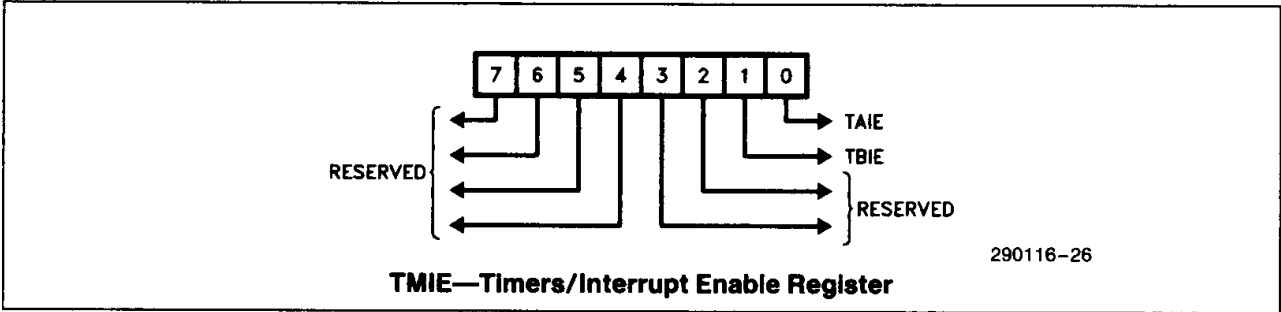 7 6 5 4 3 2 1 0
TAIE
TBIE
RESERVED
RESERVED
290116-26
TMIE—Timers/Interrupt Enable Register